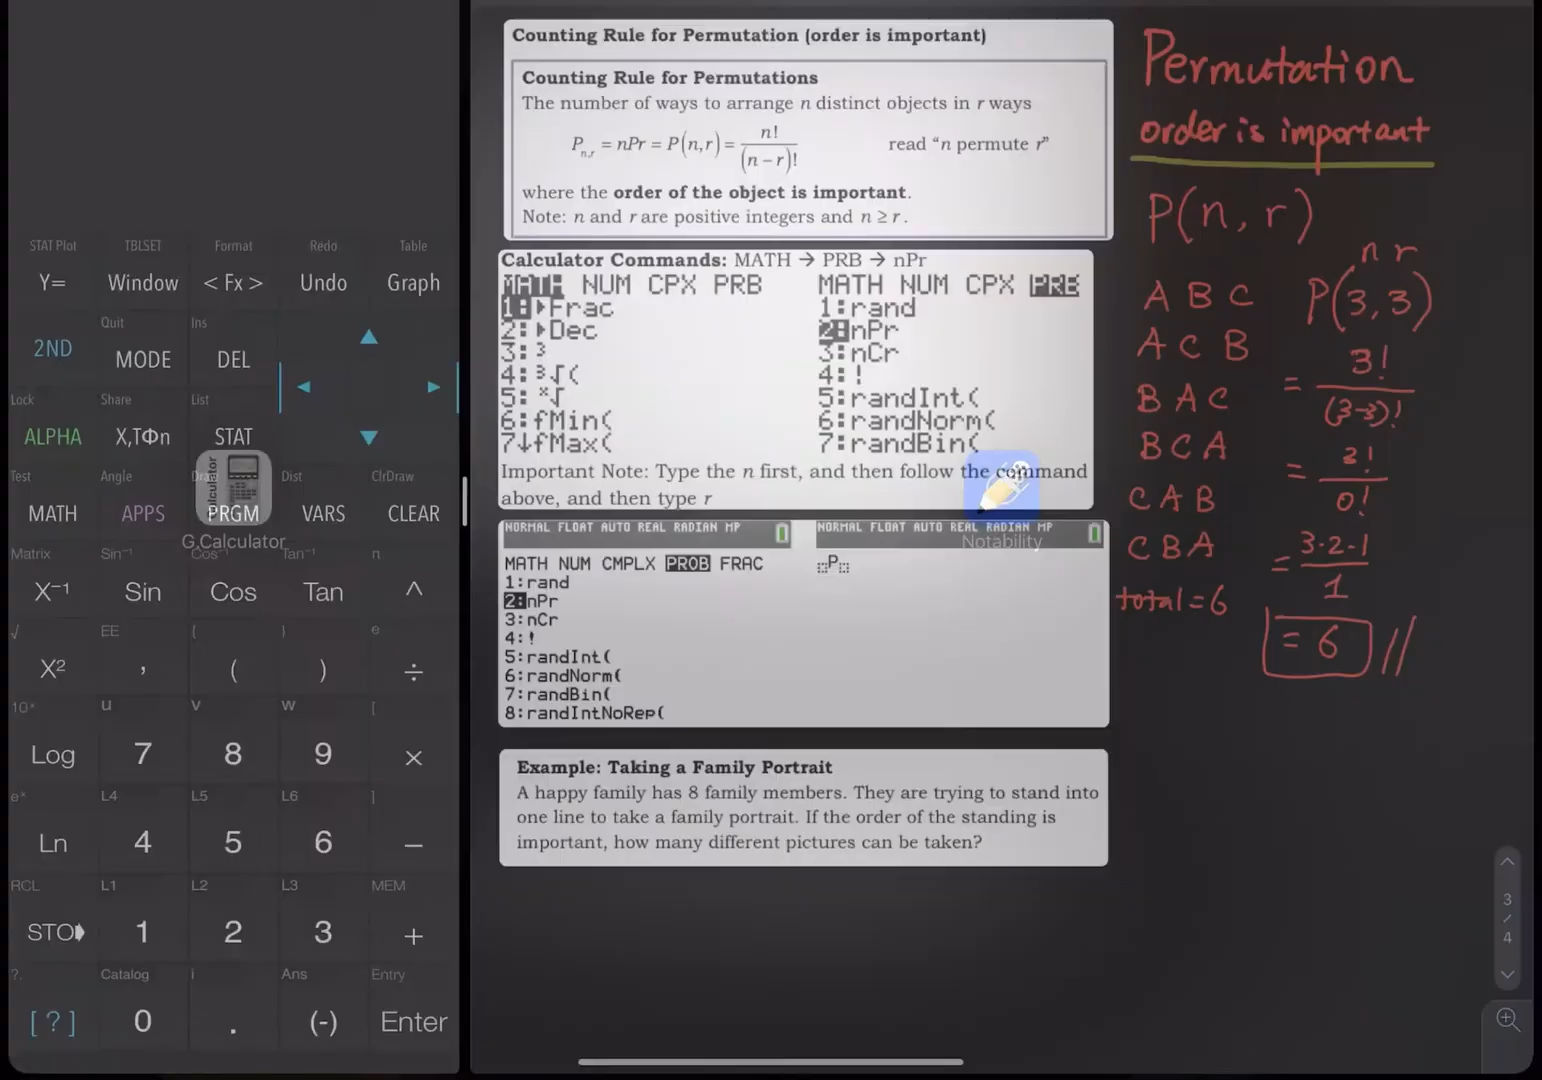 STAT Plot TBLSET Format Redo Table
Y= Window < Fx > Undo Graph
Quit Ins
2ND MODE DEL
Lock Share List
ALPHA X,TΦn STAT
Test Angle Dist ClrDraw
MATH APPS PRGM VARS CLEAR
Calculator
G.Calculator
Matrix Sin⁻¹ Cos⁻¹ Tan⁻¹ π
X⁻¹ Sin Cos Tan ^
√ EE { } e
X² , ( ) ÷
10ˣ u v w [
Log 7 8 9 ×
eˣ L4 L5 L6 ]
Ln 4 5 6 −
RCL L1 L2 L3 MEM
STO 1 2 3 +
?. Catalog i Ans Entry
[ ? ] 0 . (-) Enter
Counting Rule for Permutation (order is important)
Counting Rule for Permutations
The number of ways to arrange n distinct objects in r ways
Pn,r = nPr = P(n,r) = n! / (n − r)! read “n permute r”
where the order of the object is important.
Note: n and r are positive integers and n ≥ r.
Calculator Commands: MATH → PRB → nPr
MATH NUM CPX PRB
1:▸Frac
2:▸Dec
3:³
4:³√(
5:ˣ√
6:fMin(
7↓fMax(
MATH NUM CPX PRB
1:rand
2:nPr
3:nCr
4:!
5:randInt(
6:randNorm(
7:randBin(
Important Note: Type the n first, and then follow the command
above, and then type r
Notability
NORMAL FLOAT AUTO REAL RADIAN MP
MATH NUM CMPLX PROB FRAC
1:rand
2:nPr
3:nCr
4:!
5:randInt(
6:randNorm(
7:randBin(
8:randIntNoRep(
NORMAL FLOAT AUTO REAL RADIAN MP
P
Example: Taking a Family Portrait
A happy family has 8 family members. They are trying to stand into
one line to take a family portrait. If the order of the standing is
important, how many different pictures can be taken?
Permutation
order is important
P(n, r)
A B C
A C B
B A C
B C A
C A B
C B A
total = 6
n r
P(3,3)
= 3! / (3-3)!
= 3! / 0!
= 3·2·1 / 1
= 6 //
3
/
4